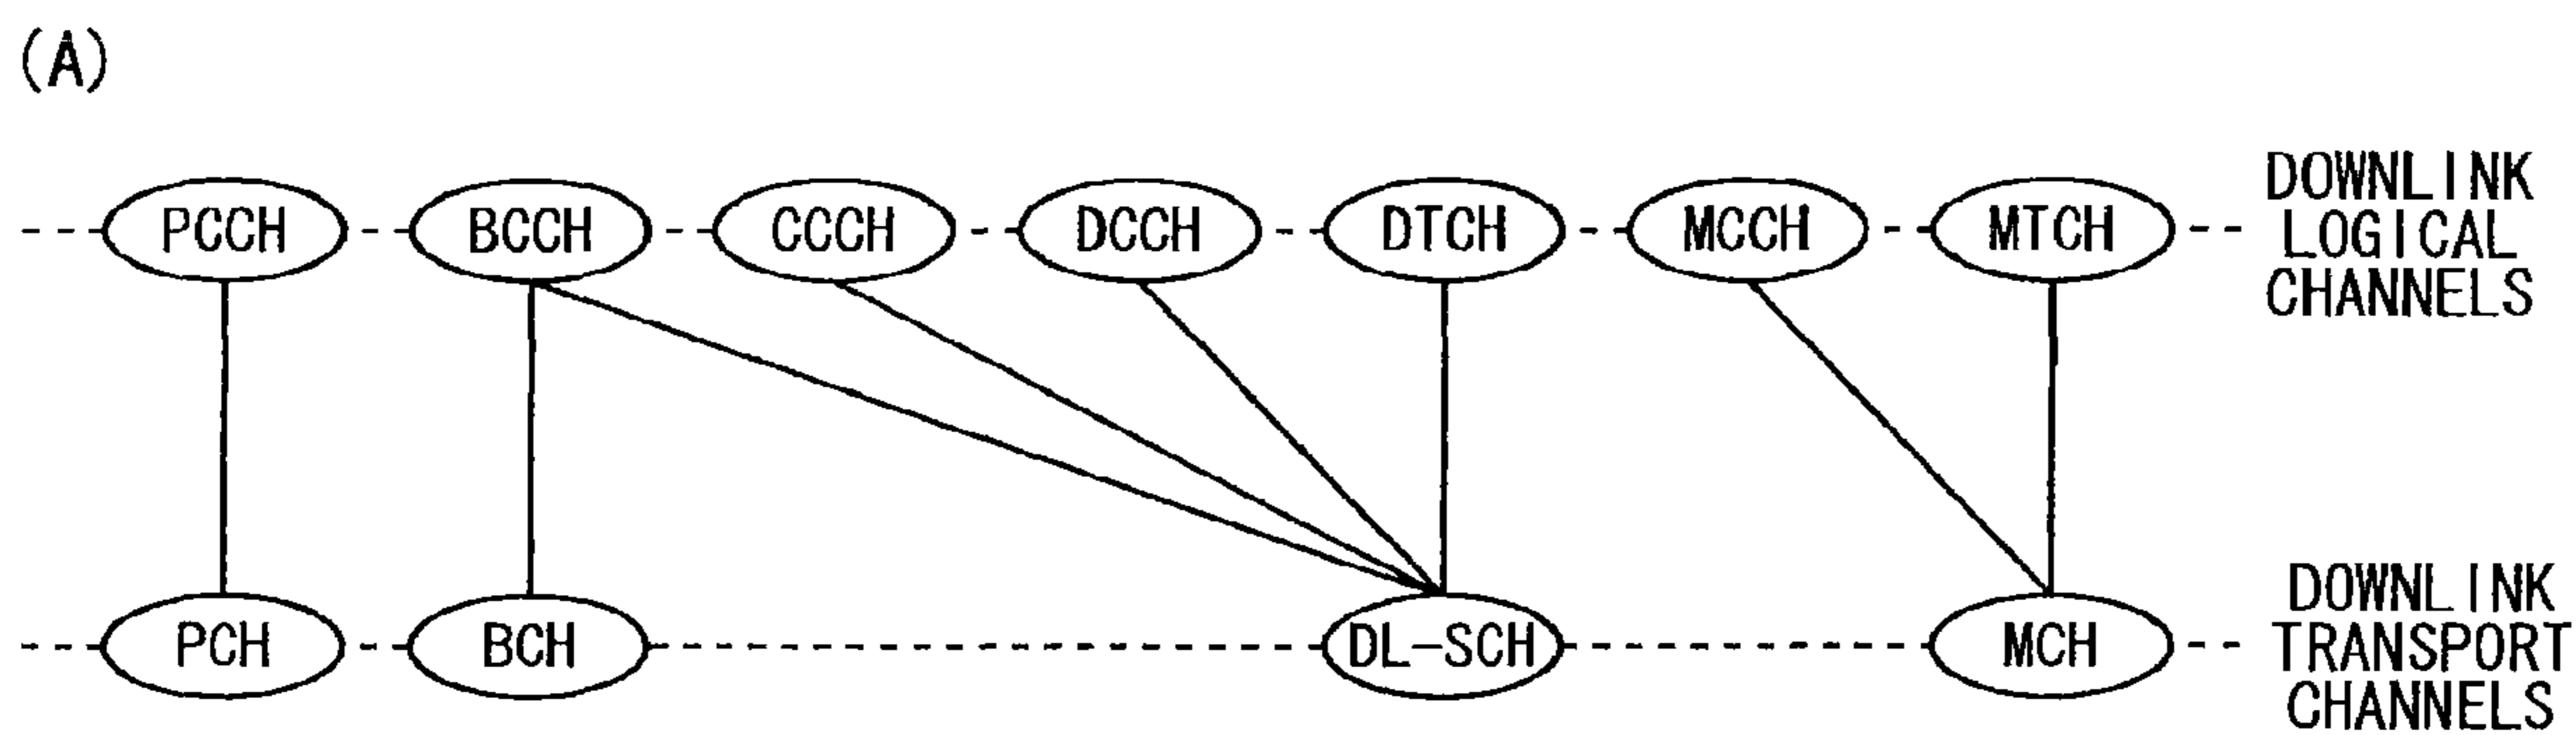 (A)
PCCH BCCH CCCH DCCH DTCH MCCH MTCH
DOWNLINK
LOGICAL
CHANNELS
PCH BCH DL-SCH MCH
DOWNLINK
TRANSPORT
CHANNELS